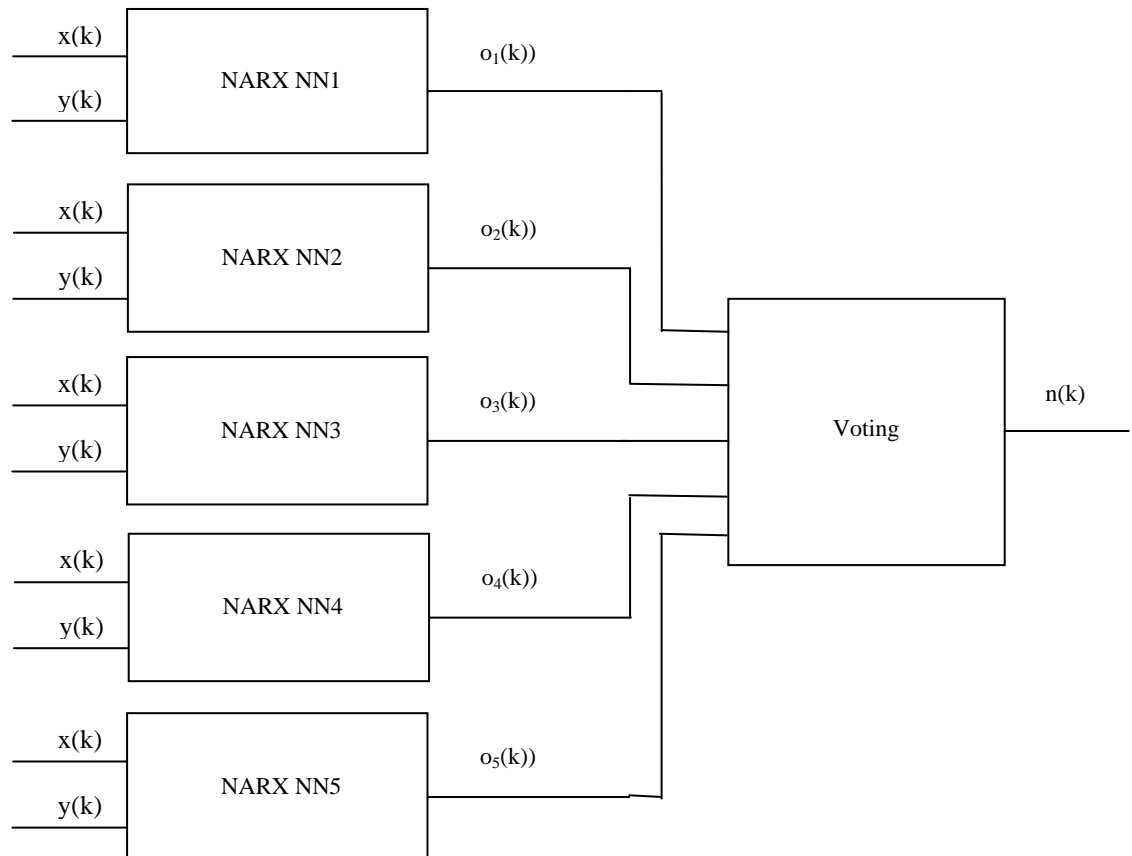 x(k)
y(k)
NARX NN1
o₁(k))
x(k)
y(k)
NARX NN2
o₂(k))
x(k)
y(k)
NARX NN3
o₃(k))
Voting
n(k)
x(k)
y(k)
NARX NN4
o₄(k))
x(k)
y(k)
NARX NN5
o₅(k))